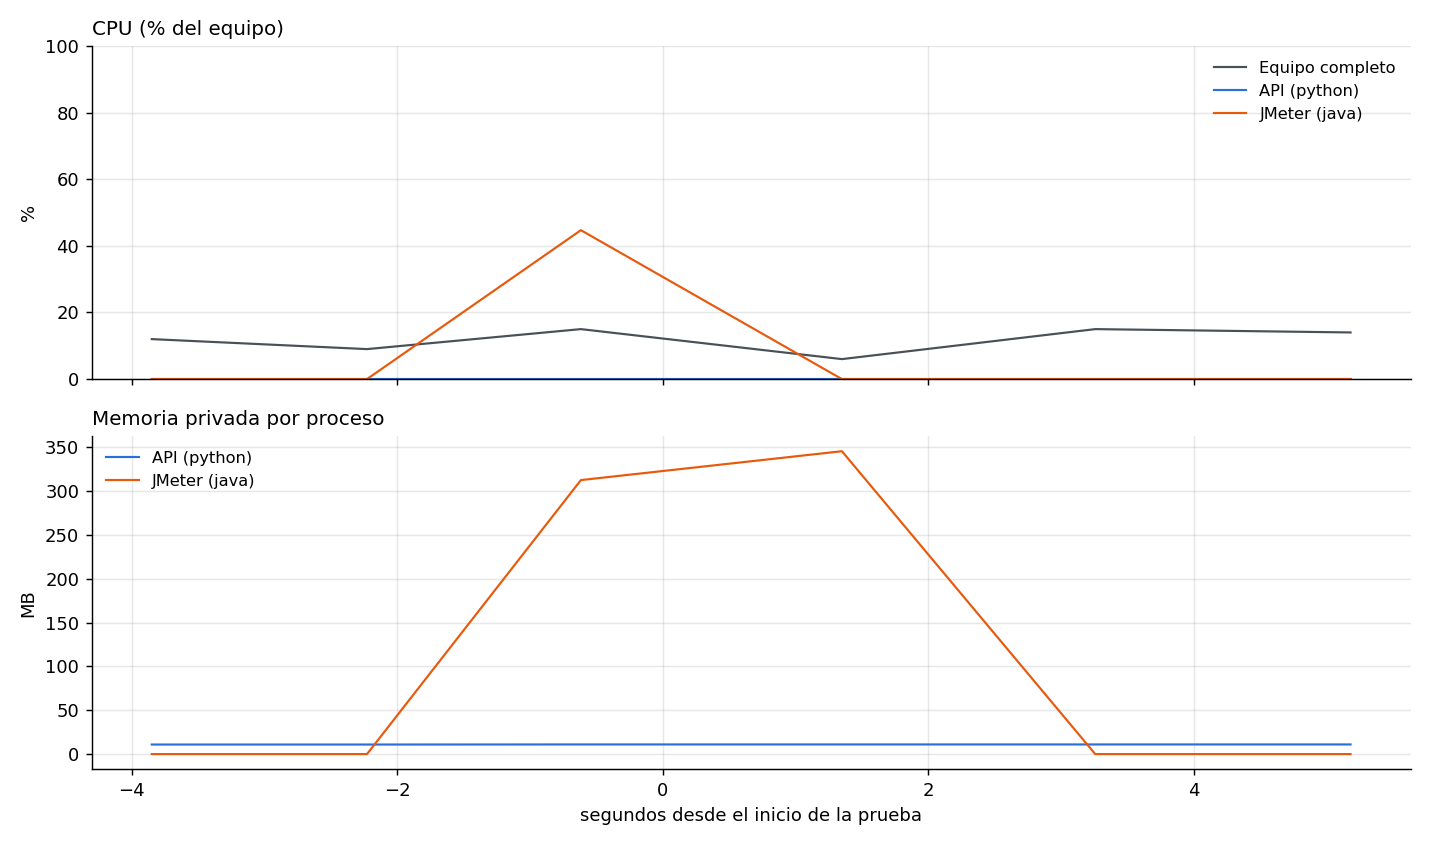 CPU (% del equipo)
100
80
60
40
20
0
%
Equipo completo
API (python)
JMeter (java)
Memoria privada por proceso
350
300
250
200
150
100
50
0
MB
API (python)
JMeter (java)
−4 −2 0 2 4
segundos desde el inicio de la prueba